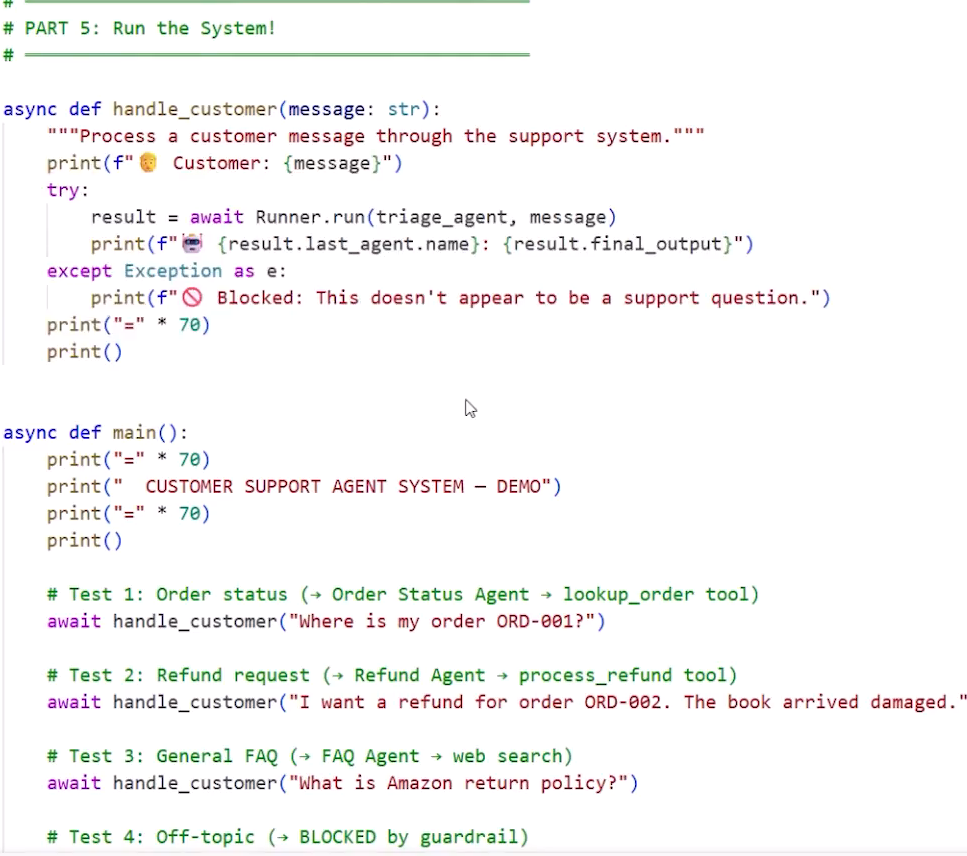 # ══════════════════════════════════════════════
# PART 5: Run the System!
# ══════════════════════════════════════════════
async def handle_customer(message: str):
    """Process a customer message through the support system."""
    print(f"🧑 Customer: {message}")
    try:
        result = await Runner.run(triage_agent, message)
        print(f"🤖 {result.last_agent.name}: {result.final_output}")
    except Exception as e:
        print(f"🚫 Blocked: This doesn't appear to be a support question.")
    print("=" * 70)
    print()
async def main():
    print("=" * 70)
    print("  CUSTOMER SUPPORT AGENT SYSTEM — DEMO")
    print("=" * 70)
    print()
    # Test 1: Order status (→ Order Status Agent → lookup_order tool)
    await handle_customer("Where is my order ORD-001?")
    # Test 2: Refund request (→ Refund Agent → process_refund tool)
    await handle_customer("I want a refund for order ORD-002. The book arrived damaged."
    # Test 3: General FAQ (→ FAQ Agent → web search)
    await handle_customer("What is Amazon return policy?")
    # Test 4: Off-topic (→ BLOCKED by guardrail)